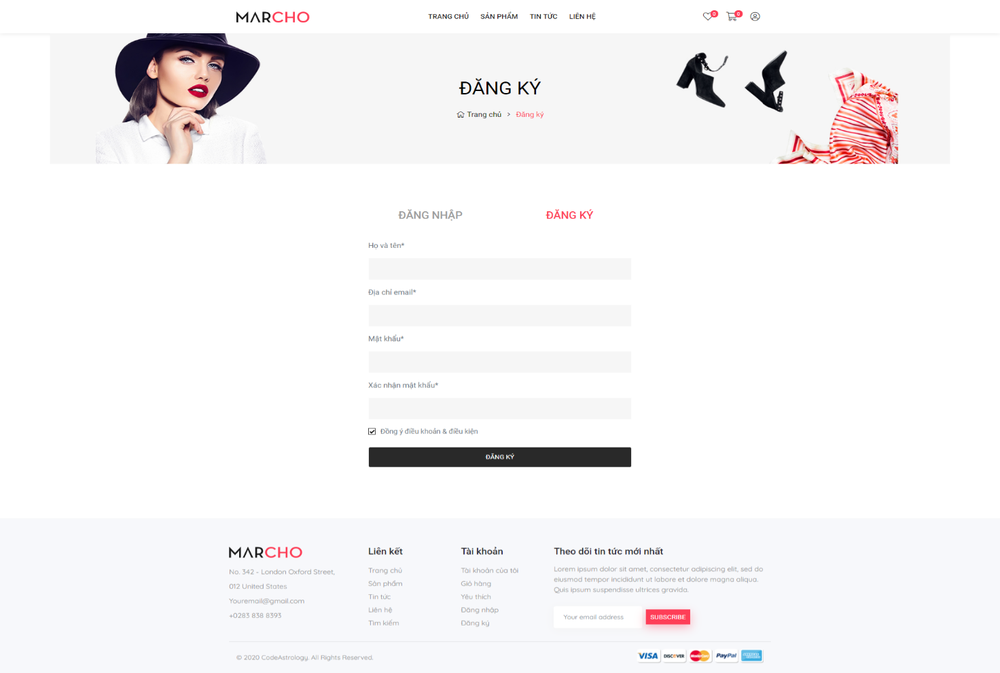 MARCHO
TRANG CHỦ SẢN PHẨM TIN TỨC LIÊN HỆ
0 0
ĐĂNG KÝ
Trang chủ > Đăng ký
ĐĂNG NHẬP ĐĂNG KÝ
Họ và tên*
Địa chỉ email*
Mật khẩu*
Xác nhận mật khẩu*
Đồng ý điều khoản & điều kiện
ĐĂNG KÝ
MARCHO
No. 342 - London Oxford Street,
012 United States
Youremail@gmail.com
+0283 838 8393
Liên kết
Trang chủ
Sản phẩm
Tin tức
Liên hệ
Tìm kiếm
Tài khoản
Tài khoản của tôi
Giỏ hàng
Yêu thích
Đăng nhập
Đăng ký
Theo dõi tin tức mới nhất
Lorem ipsum dolor sit amet, consectetur adipiscing elit, sed do
eiusmod tempor incididunt ut labore et dolore magna aliqua.
Quis ipsum suspendisse ultrices gravida.
Your email address SUBSCRIBE
© 2020 CodeAstrology. All Rights Reserved.
VISA DISCOVER MasterCard PayPal